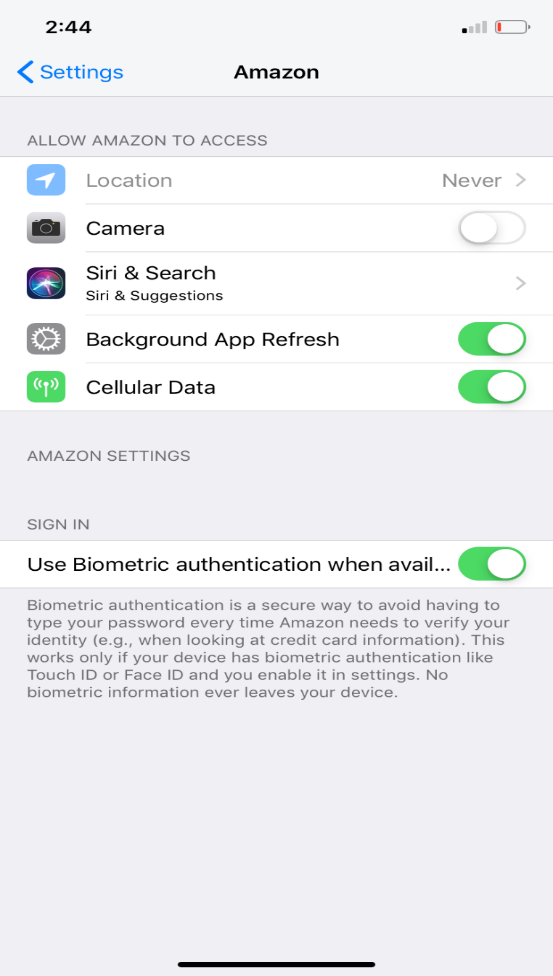 2:44
Settings
Amazon
ALLOW AMAZON TO ACCESS
Location Never
Camera
Siri & Search
Siri & Suggestions
Background App Refresh
Cellular Data
AMAZON SETTINGS
SIGN IN
Use Biometric authentication when avail...
Biometric authentication is a secure way to avoid having to
type your password every time Amazon needs to verify your
identity (e.g., when looking at credit card information). This
works only if your device has biometric authentication like
Touch ID or Face ID and you enable it in settings. No
biometric information ever leaves your device.